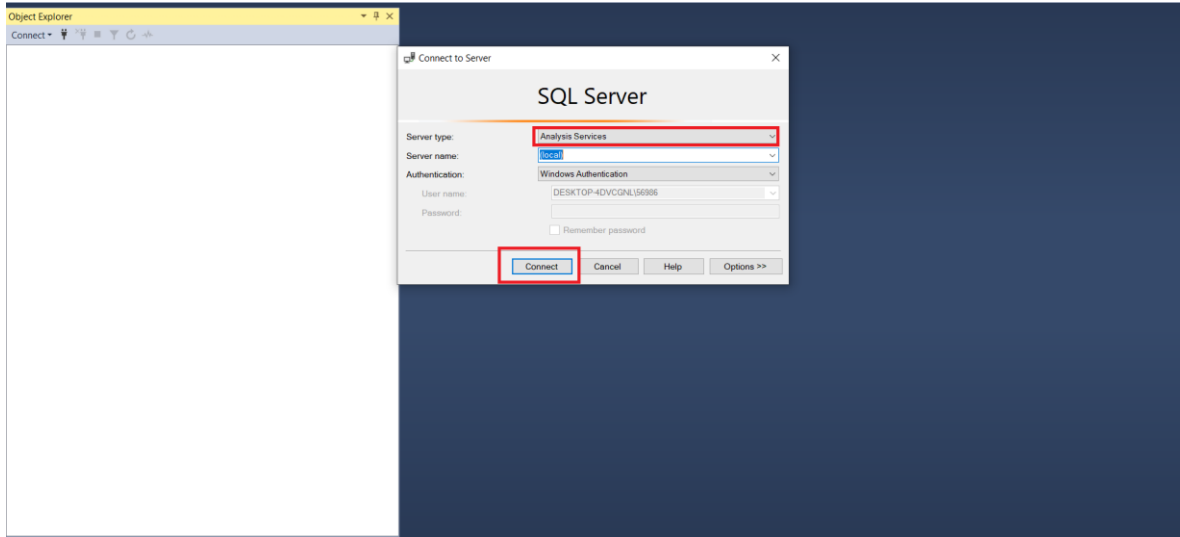 Object Explorer
Connect
Connect to Server
SQL Server
Server type: Analysis Services
Server name: (local)
Authentication: Windows Authentication
User name: DESKTOP-4DVCGNL\56986
Password:
Remember password
Connect Cancel Help Options >>